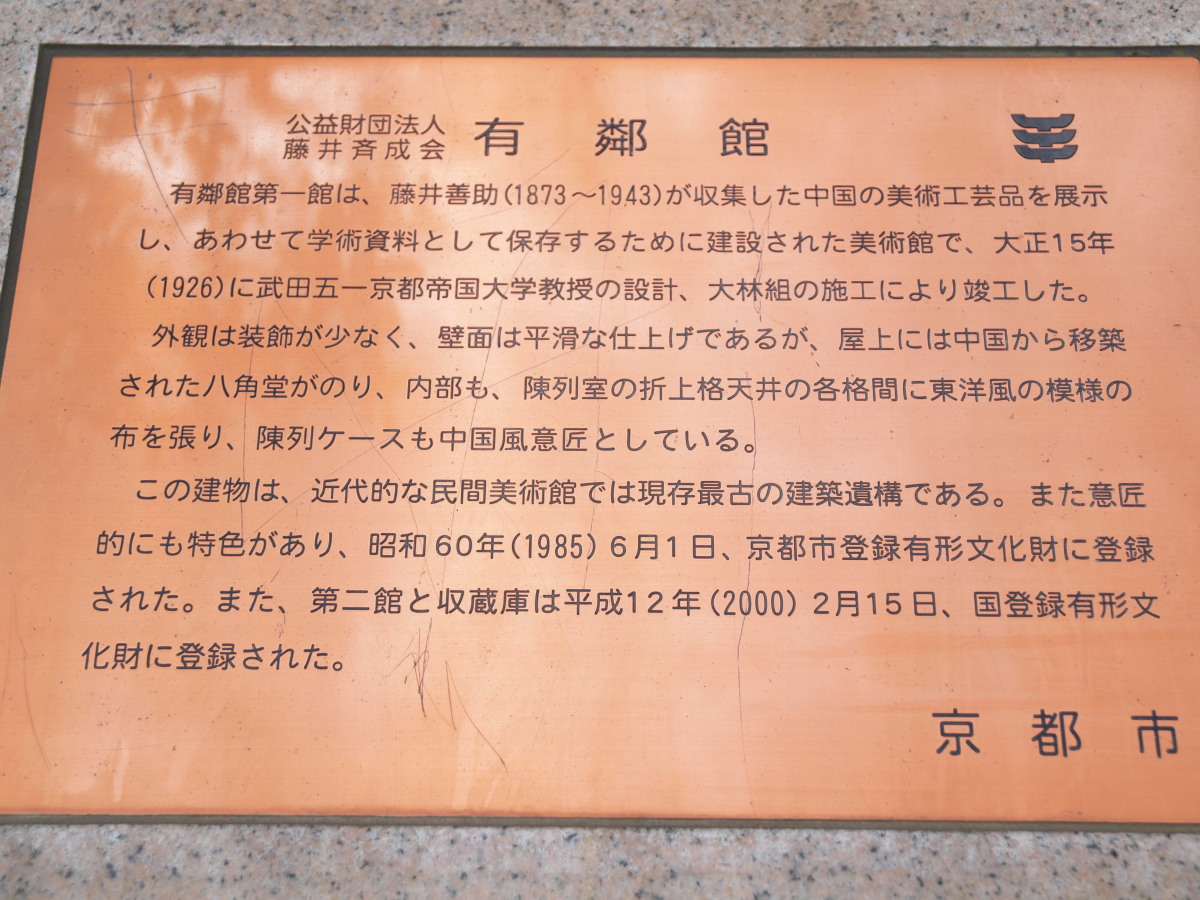 公益財団法人
藤井斉成会
有鄰館
有鄰館第一館は、藤井善助(1873～1943)が収集した中国の美術工芸品を展示
し、あわせて学術資料として保存するために建設された美術館で、大正15年
(1926)に武田五一京都帝国大学教授の設計、大林組の施工により竣工した。
外観は装飾が少なく、壁面は平滑な仕上げであるが、屋上には中国から移築
された八角堂がのり、内部も、陳列室の折上格天井の各格間に東洋風の模様の
布を張り、陳列ケースも中国風意匠としている。
この建物は、近代的な民間美術館では現存最古の建築遺構である。また意匠
的にも特色があり、昭和60年(1985)6月1日、京都市登録有形文化財に登録
された。また、第二館と収蔵庫は平成12年(2000)2月15日、国登録有形文
化財に登録された。
京都市